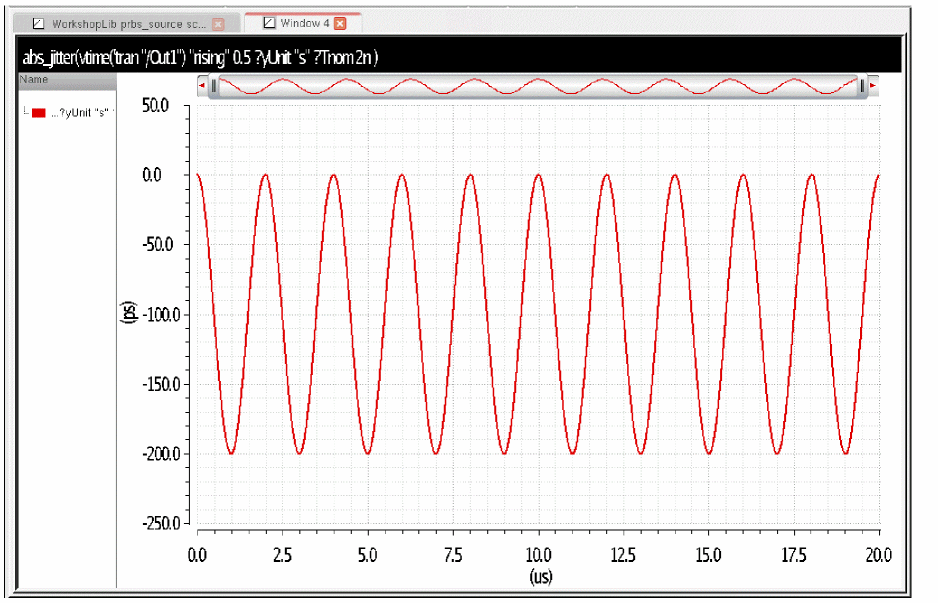 WorkshopLib prbs_source sc...
Window 4
abs_jitter(vtime('tran "/Out1") "rising" 0.5 ?yUnit "s" ?Tnom 2n )
Name
...?yUnit "s"
50.0
0.0
-50.0
-100.0
-150.0
-200.0
-250.0
(ps)
0.0 2.5 5.0 7.5 10.0 12.5 15.0 17.5 20.0
(us)